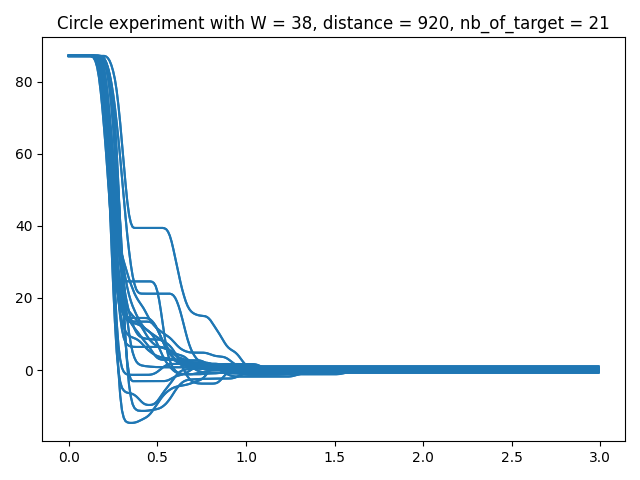 Circle experiment with W = 38, distance = 920, nb_of_target = 21
80
60
40
20
0
0.0 0.5 1.0 1.5 2.0 2.5 3.0